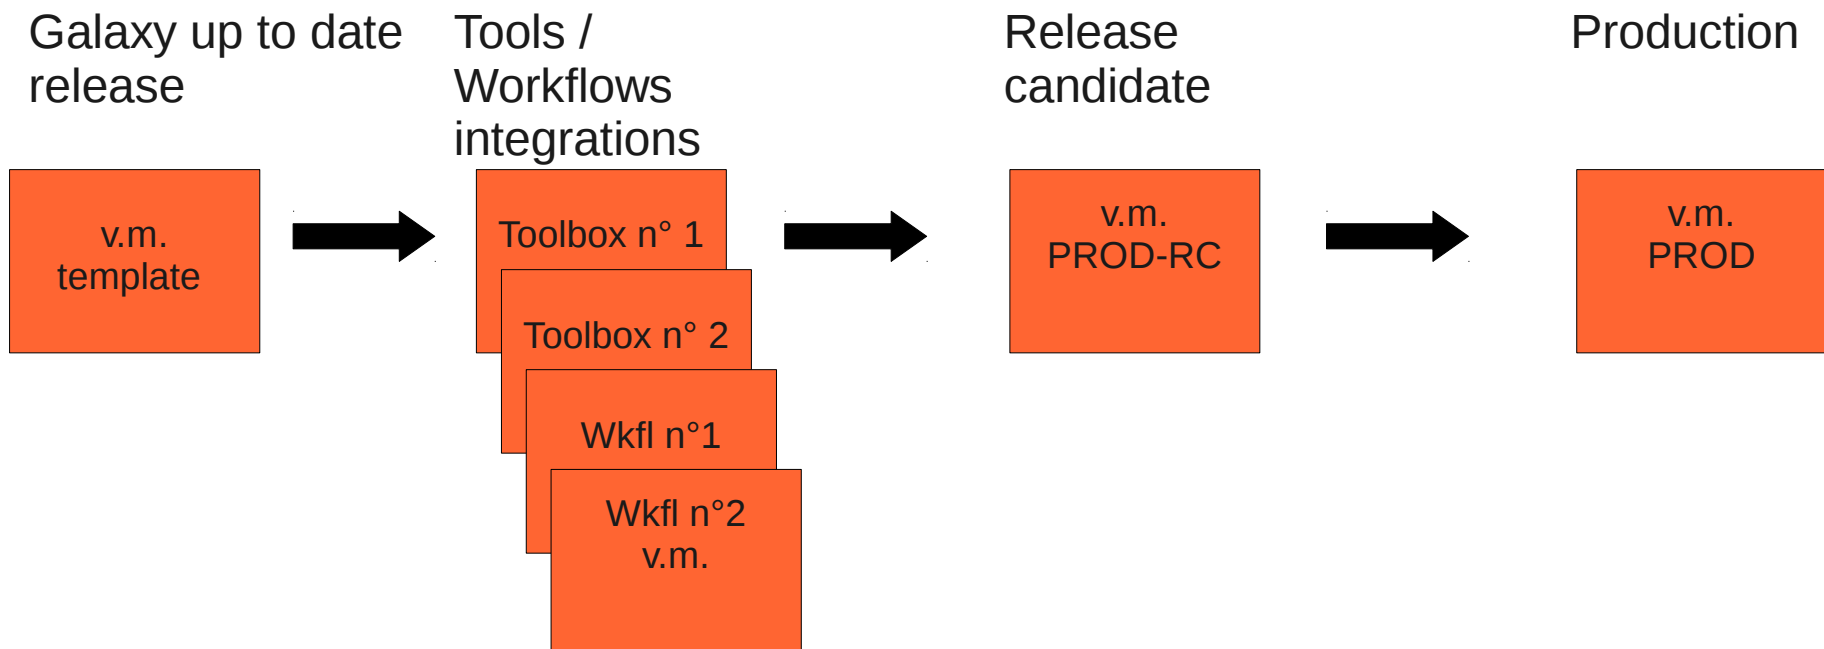 Galaxy up to date
release
Tools /
Workflows
integrations
Release
candidate
Production
v.m.
template
Toolbox n° 1
Toolbox n° 2
Wkfl n°1
Wkfl n°2
v.m.
v.m.
PROD-RC
v.m.
PROD